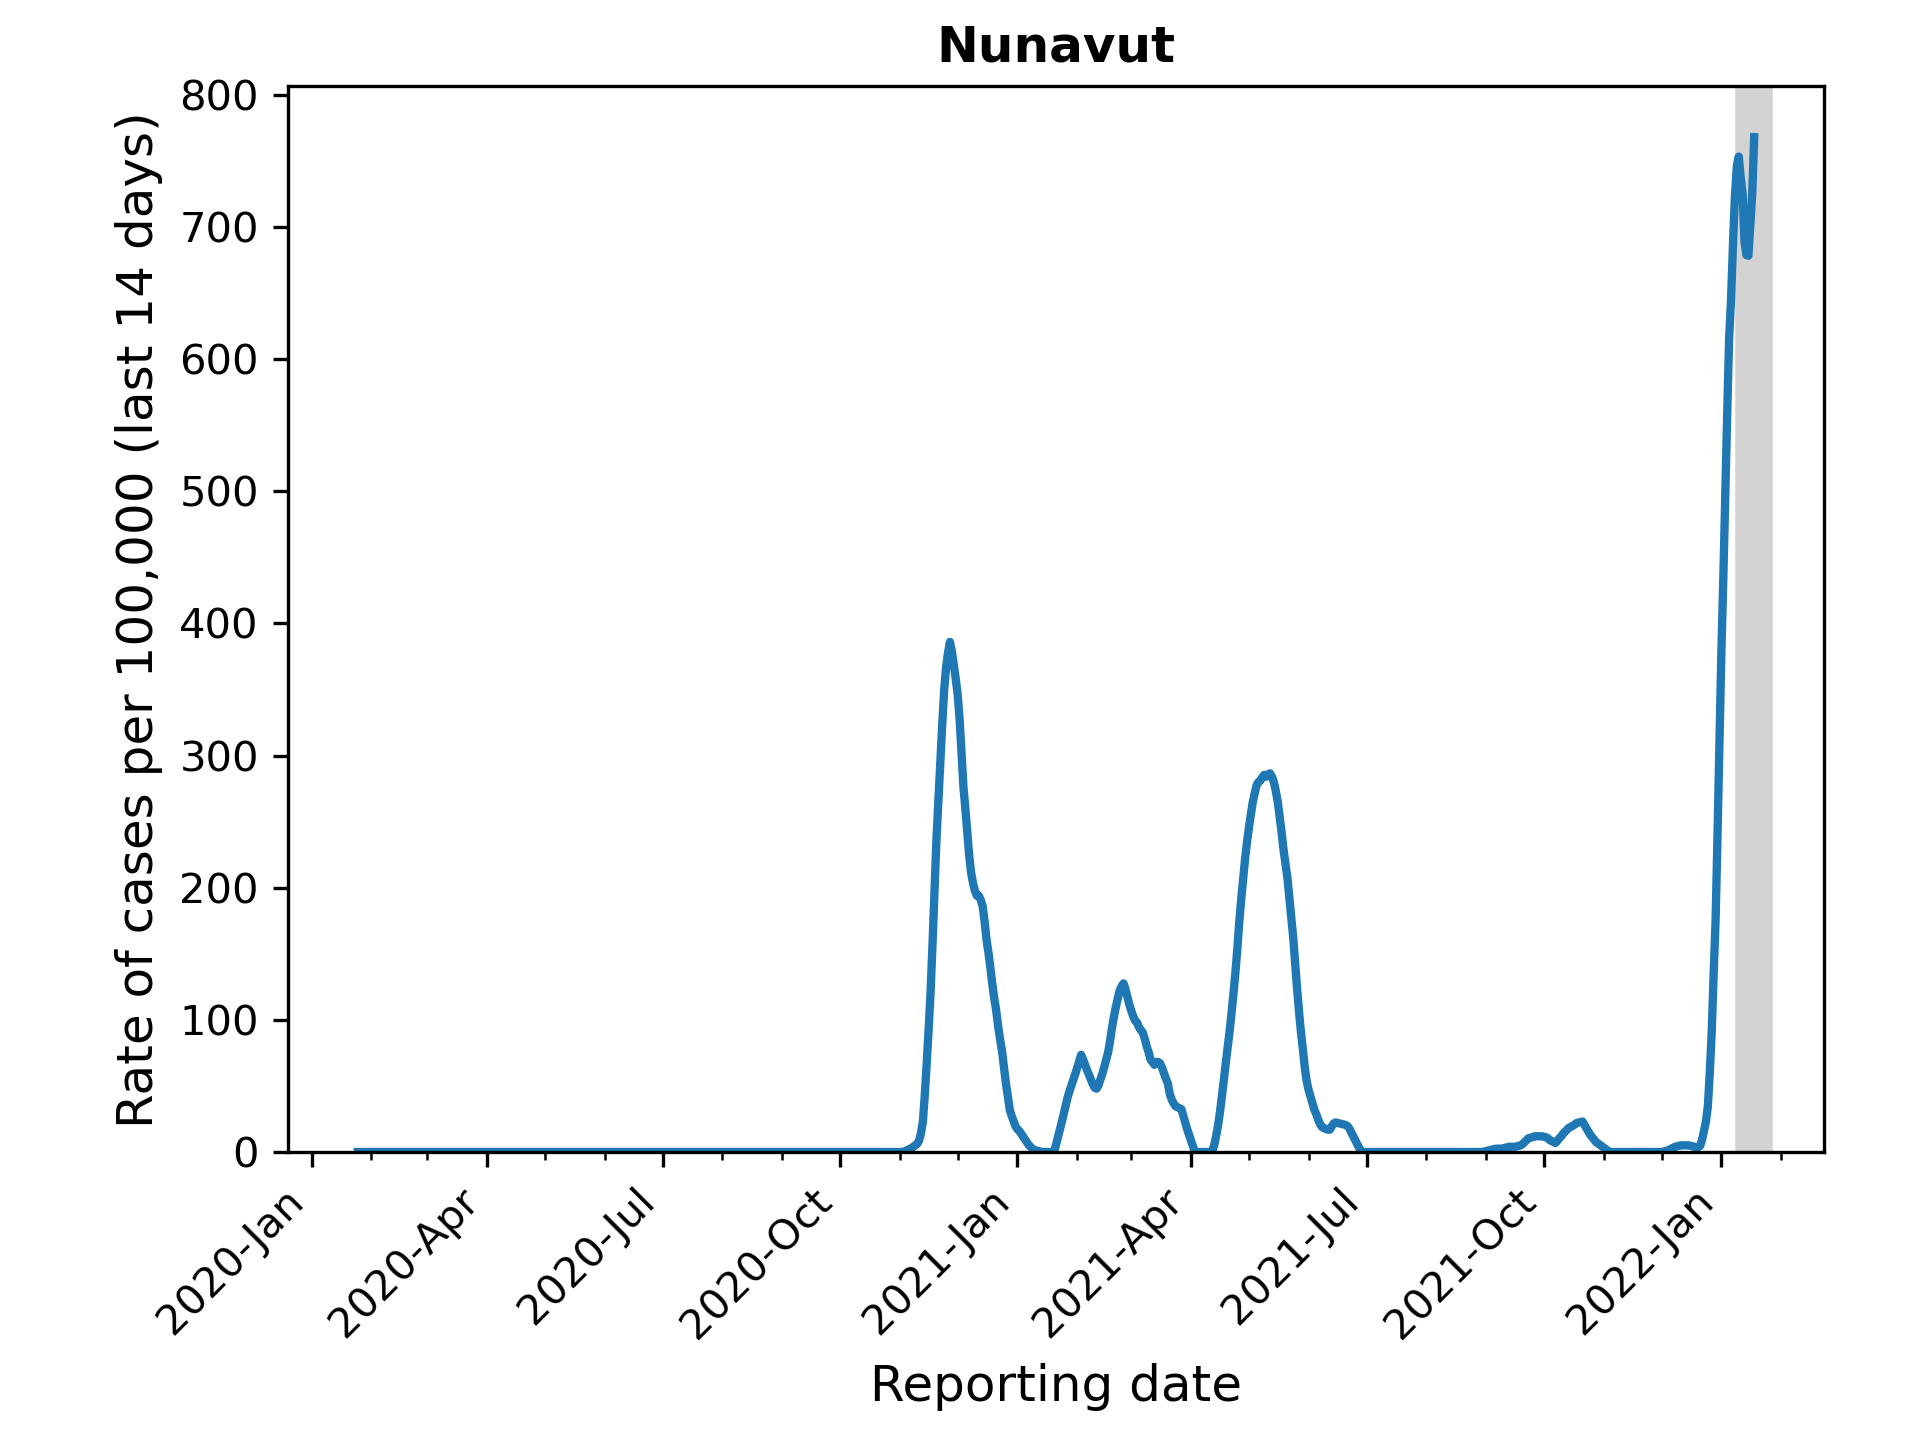 Nunavut
Rate of cases per 100,000 (last 14 days)
800
700
600
500
400
300
200
100
0
2020-Jan
2020-Apr
2020-Jul
2020-Oct
2021-Jan
2021-Apr
2021-Jul
2021-Oct
2022-Jan
Reporting date